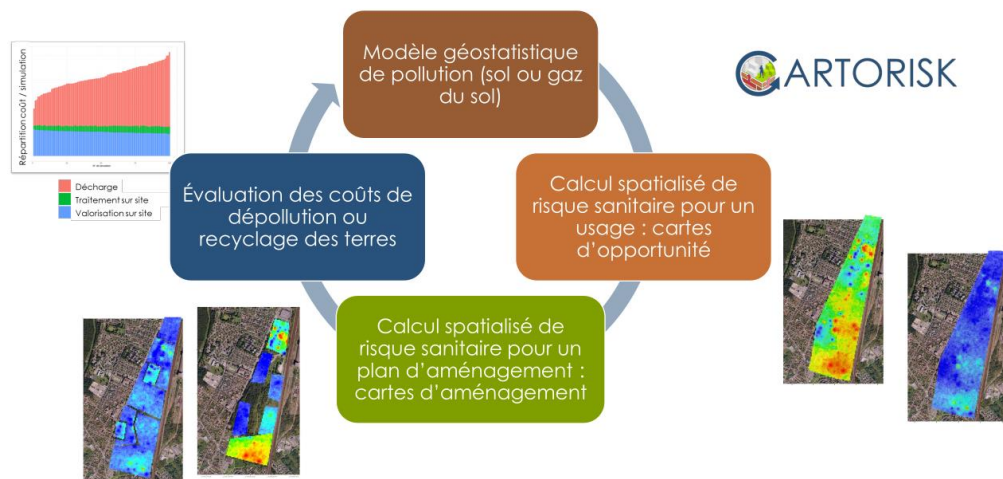 Modèle géostatistique
de pollution (sol ou gaz
du sol)
ARTORISK
Répartition coût / simulation
Décharge
Traitement sur site
Valorisation sur site
Évaluation des coûts de
dépollution ou
recyclage des terres
Calcul spatialisé de
risque sanitaire pour un
usage : cartes
d'opportunité
Calcul spatialisé de
risque sanitaire pour un
plan d'aménagement :
cartes d'aménagement